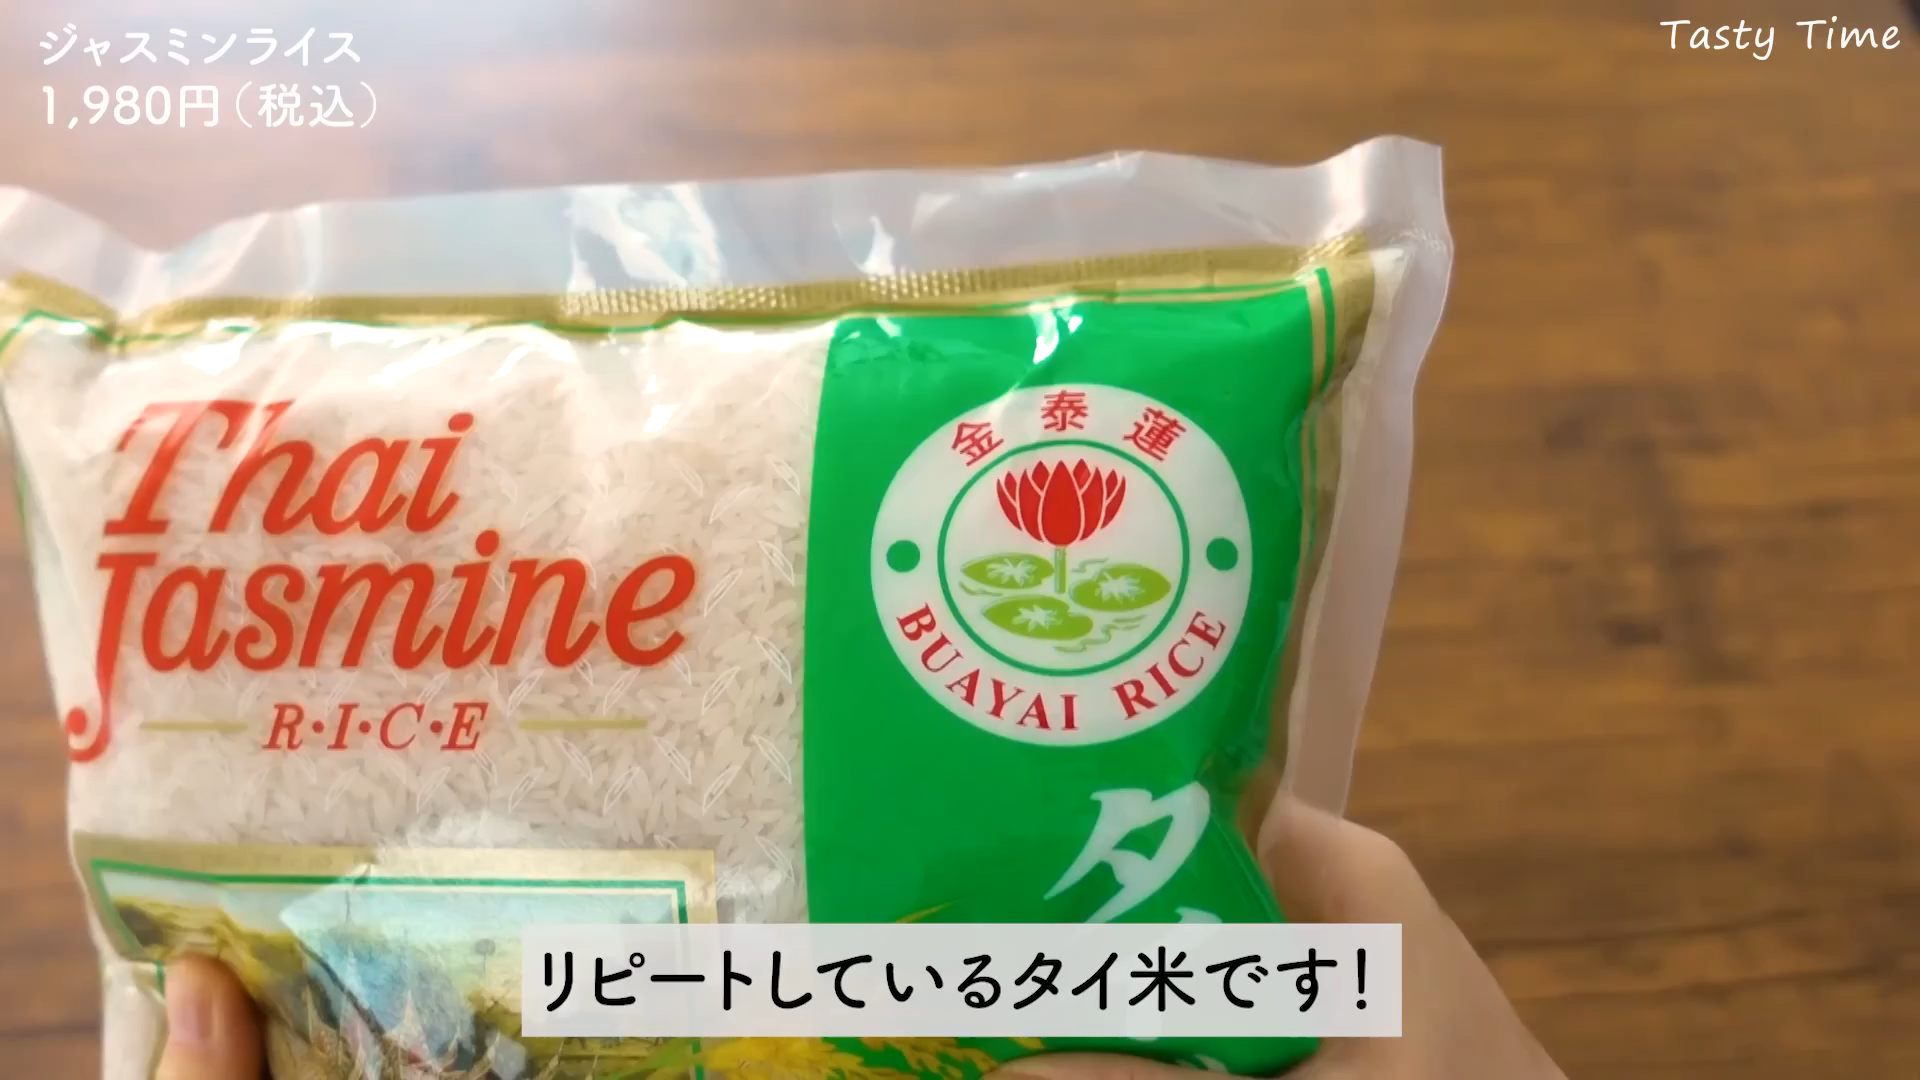 ジャスミンライス
1,980円（税込）
Tasty Time
Thai
Jasmine
R·I·C·E
金泰蓮
BUAYAI RICE
タ
リピートしているタイ米です！